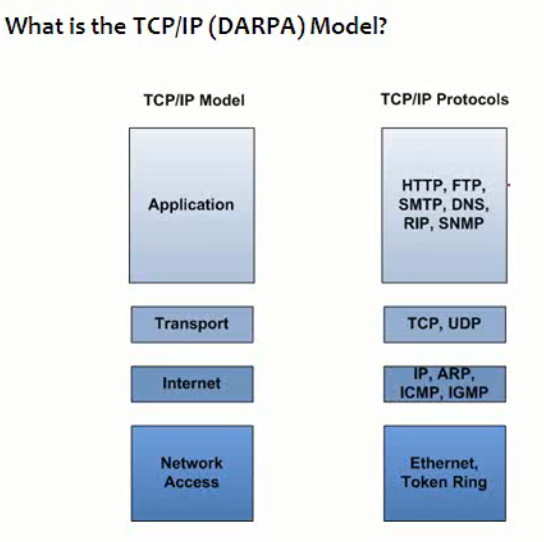 What is the TCP/IP (DARPA) Model?
TCP/IP Model
TCP/IP Protocols
Application
HTTP, FTP,
SMTP, DNS,
RIP, SNMP
Transport
TCP, UDP
Internet
IP, ARP,
ICMP, IGMP
Network
Access
Ethernet,
Token Ring